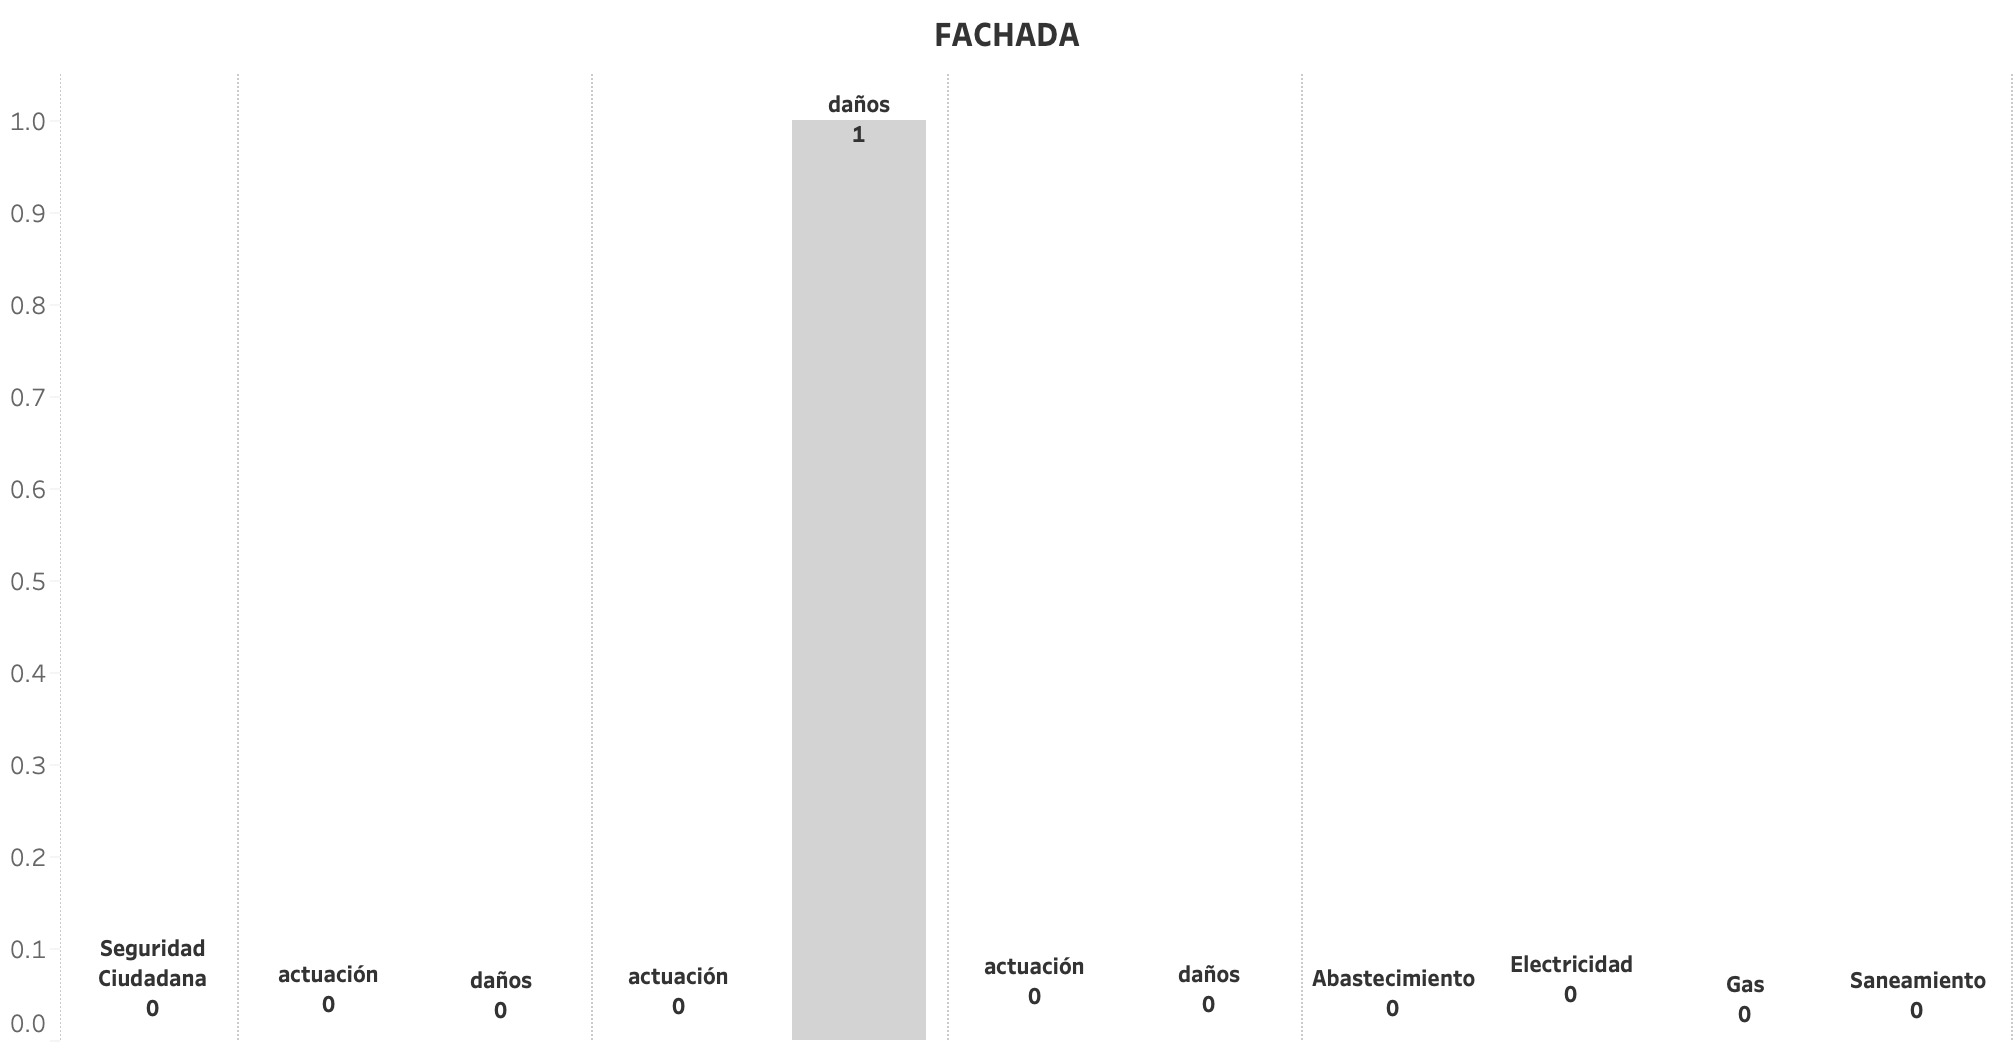 FACHADA
1.0
0.9
0.8
0.7
0.6
0.5
0.4
0.3
0.2
0.1
0.0
Seguridad
Ciudadana
0
actuación
0
daños
0
actuación
0
daños
1
actuación
0
daños
0
Abastecimiento
0
Electricidad
0
Gas
0
Saneamiento
0